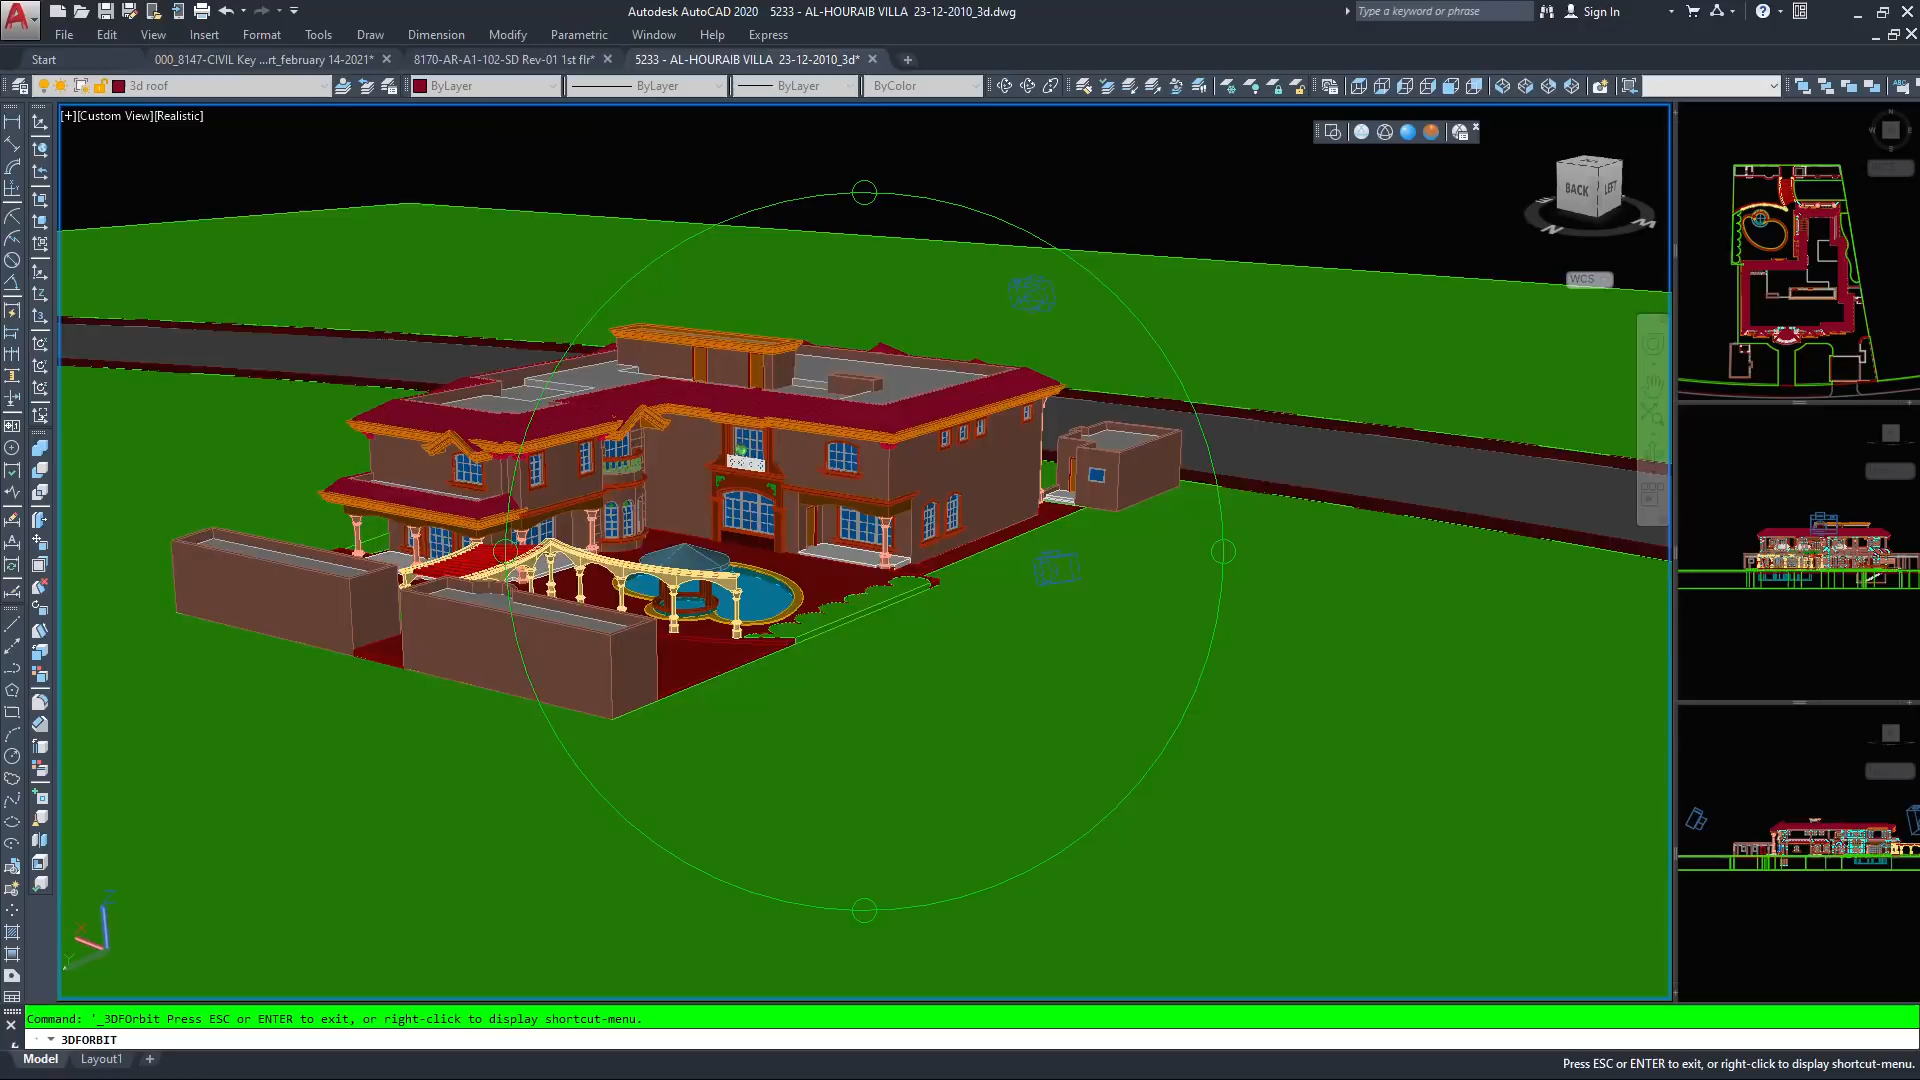 Autodesk AutoCAD 2020 5233 - AL-HOURAIB VILLA 23-12-2010_3d.dwg
Type a keyword or phrase
Sign In
File Edit View Insert Format Tools Draw Dimension Modify Parametric Window Help Express
Start
000_8147-CIVIL Key ...rt_february 14-2021*
8170-AR-A1-102-SD Rev-01 1st flr*
5233 - AL-HOURAIB VILLA 23-12-2010_3d*
3d roof
ByLayer
ByLayer
ByLayer
ByColor
[+][Custom View][Realistic]
BACK
LEFT
N
WCS
N
W
E
S
X
Y
Z
Command: '_3DFOrbit Press ESC or ENTER to exit, or right-click to display shortcut-menu.
3DFORBIT
Model
Layout1
Press ESC or ENTER to exit, or right-click to display shortcut-menu.